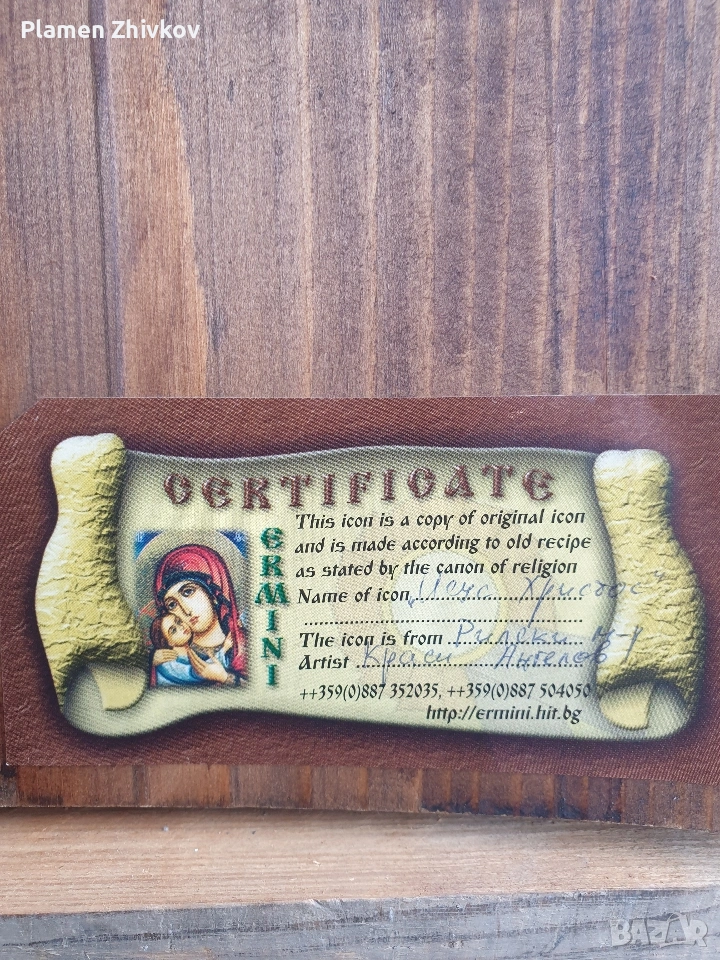 Plamen Zhivkov
CERTIFICATE
ERMINI
This icon is a copy of original icon
and is made according to old recipe
as stated by the canon of religion
Name of icon „Исус Христос“
The icon is from Рилски м-р
Artist Краси Ангелов
++359(0)887 352035, ++359(0)887 504050
http://ermini.hit.bg
BAZAR